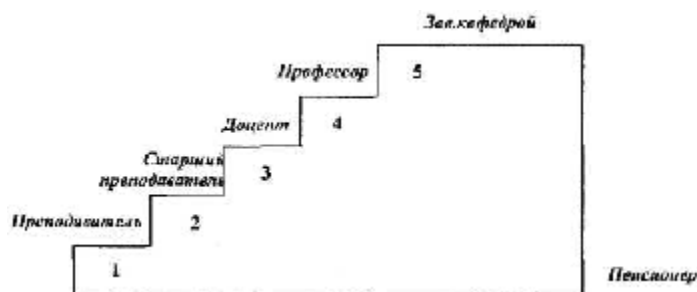 Зав.кафедрой
Профессор
5
Доцент
4
Старший
преподаватель
3
Преподаватель
2
1
Пенсионер